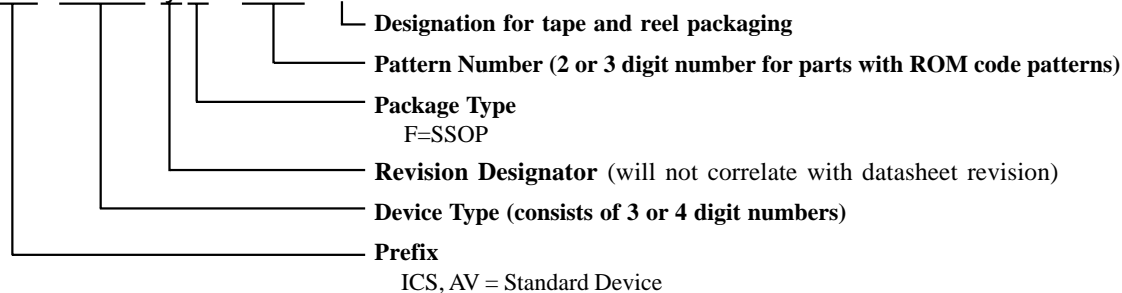 Designation for tape and reel packaging
Pattern Number (2 or 3 digit number for parts with ROM code patterns)
Package Type
F=SSOP
Revision Designator (will not correlate with datasheet revision)
Device Type (consists of 3 or 4 digit numbers)
Prefix
ICS, AV = Standard Device